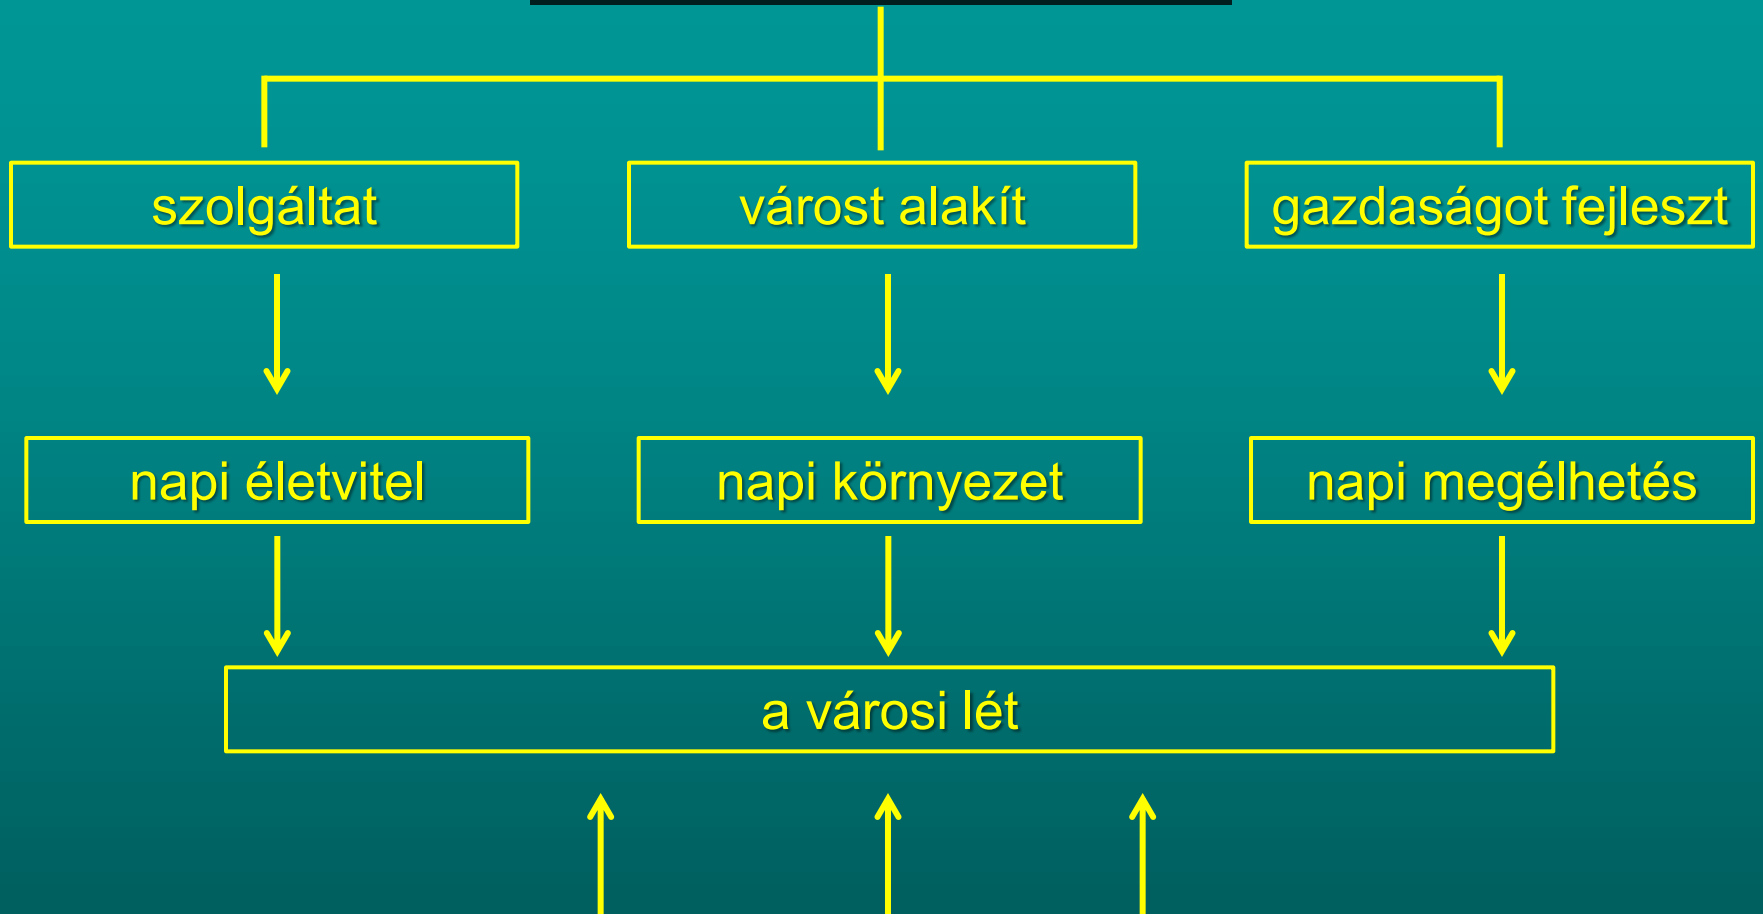 szolgáltat
várost alakít
gazdaságot fejleszt
napi életvitel
napi környezet
napi megélhetés
a városi lét